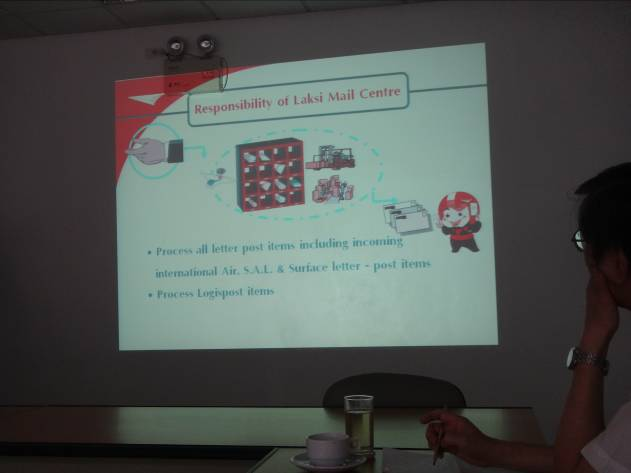 Responsibility of Laksi Mail Centre
• Process all letter post items including incoming
international Air, S.A.L. & Surface letter - post items
• Process Logispost items